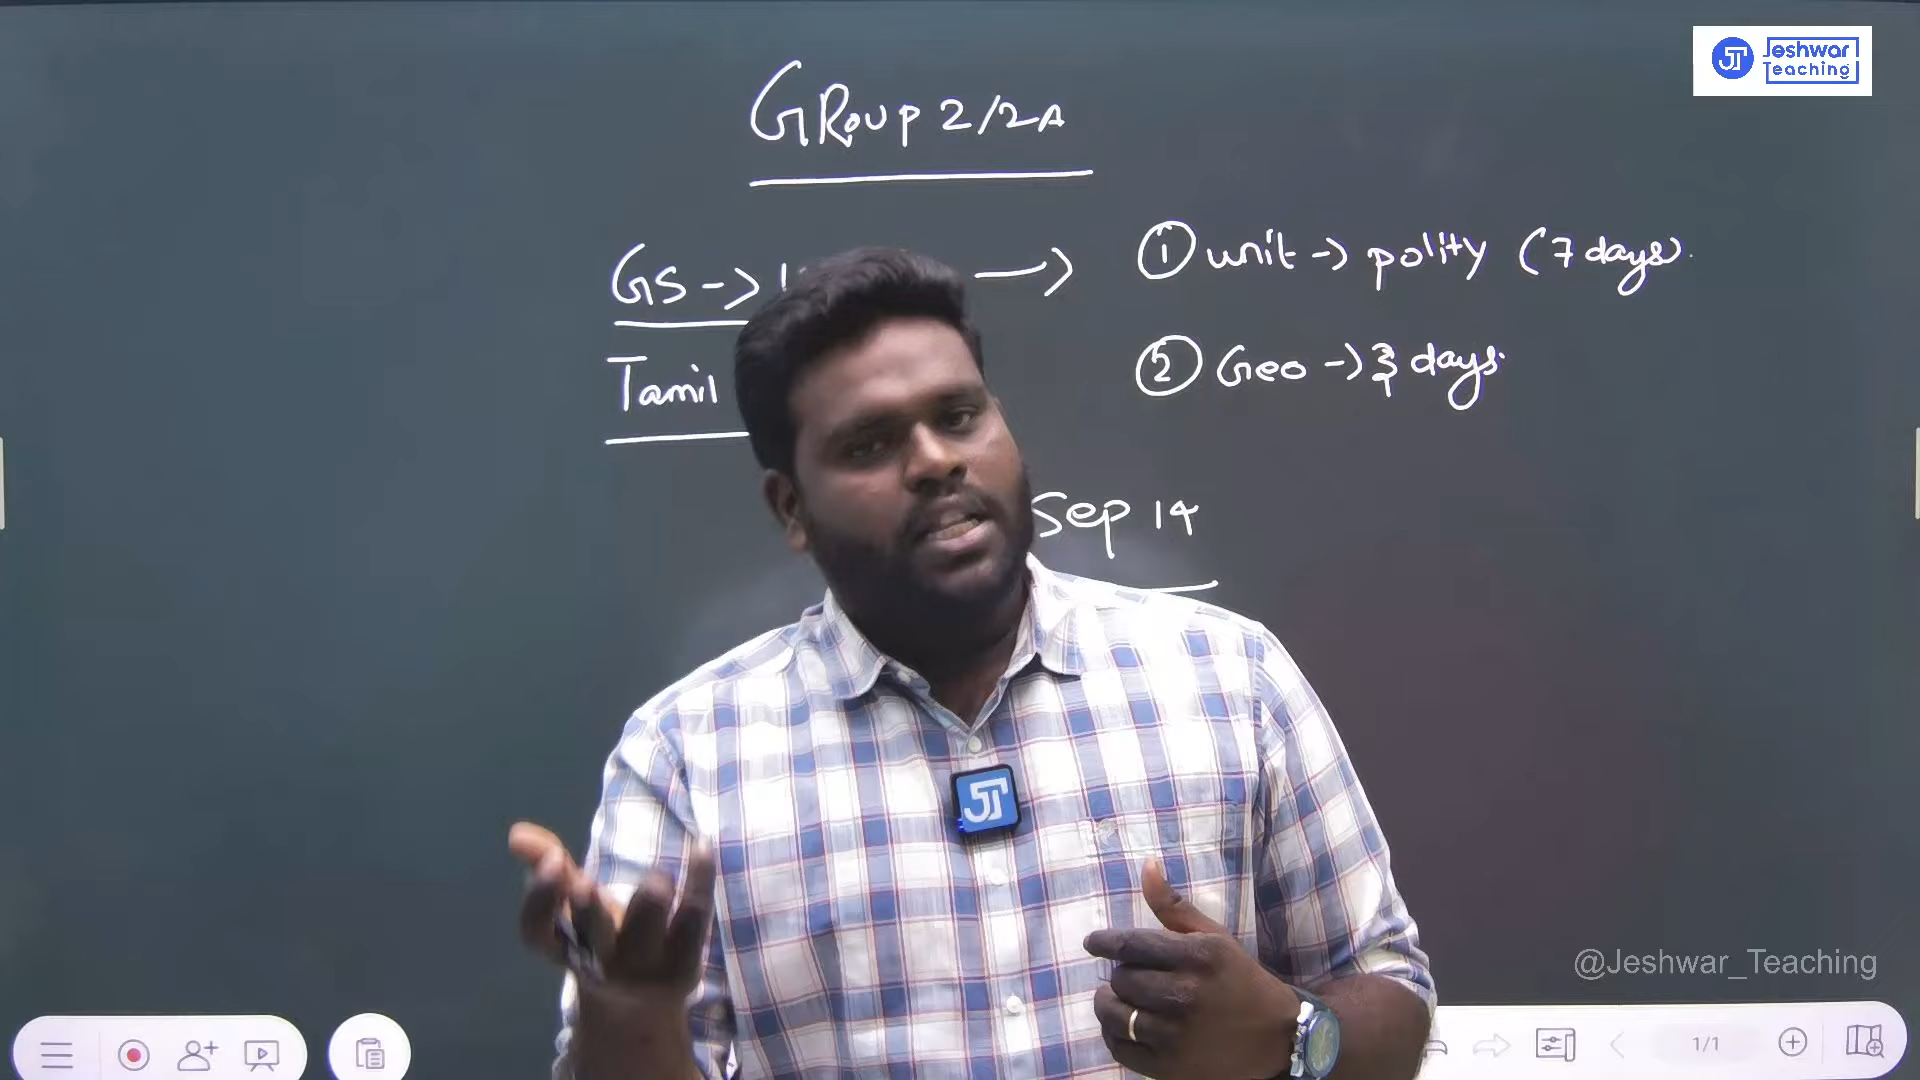 Jeshwar
Teaching
GRoup 2/2A
GS ->
-> ① unit -> polity (7 days).
Tamil
② Geo -> 3 days.
Sep 14
JT
@Jeshwar_Teaching
1/1